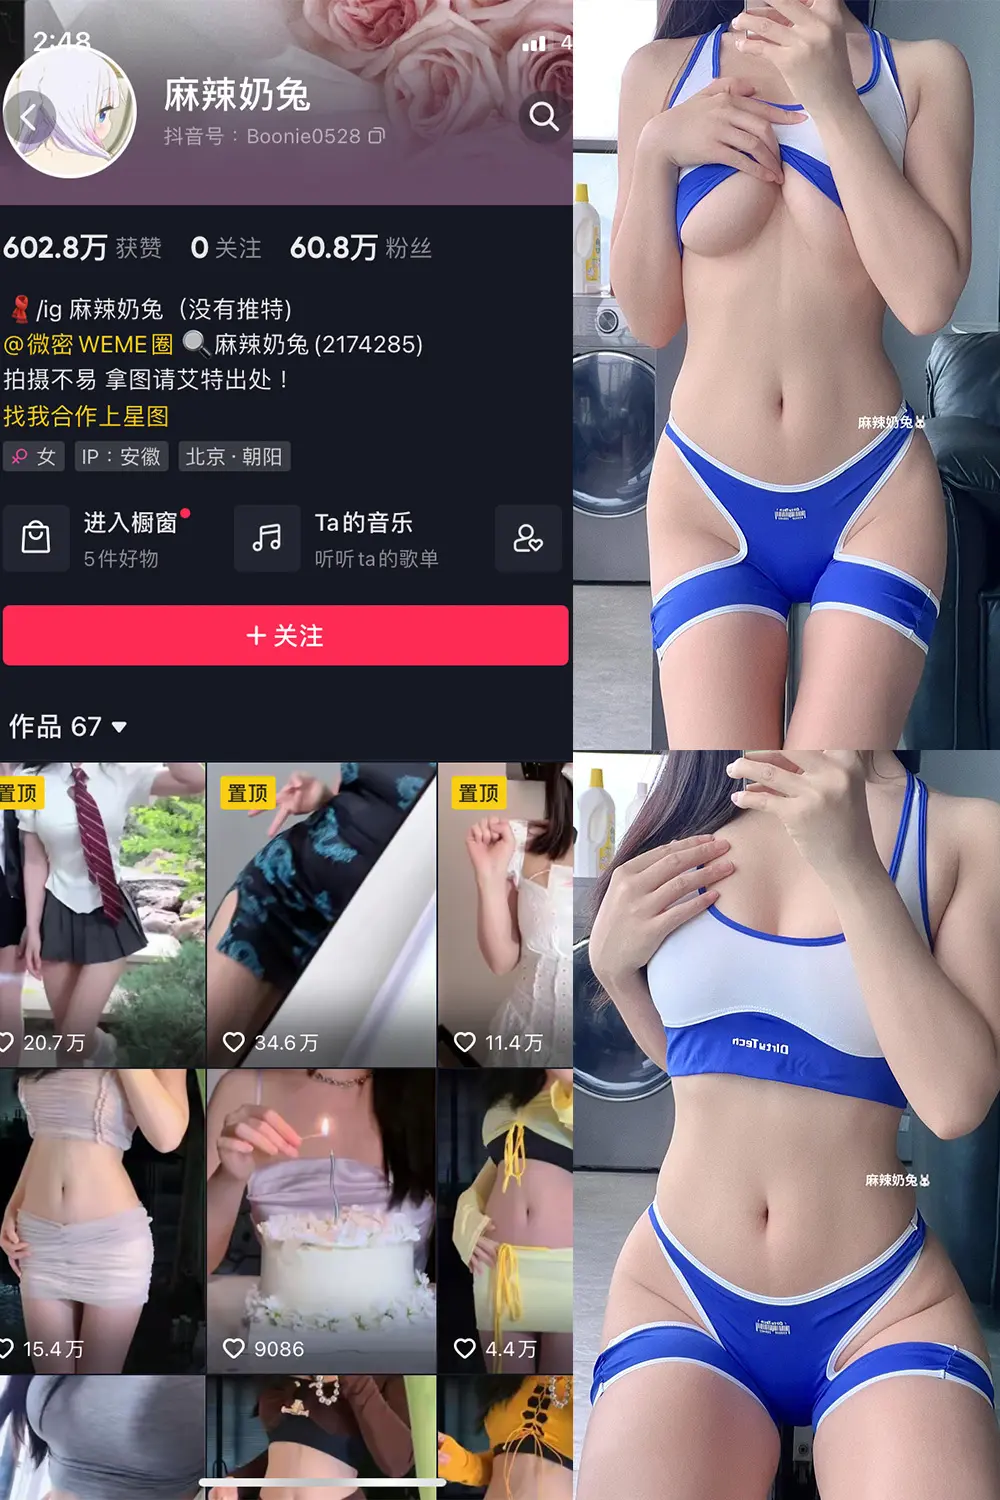 2:48
4
麻辣奶兔
抖音号：Boonie0528
602.8万 获赞 0 关注 60.8万 粉丝
/ig 麻辣奶兔（没有推特)
@微密 WEME圈 🔍麻辣奶兔(2174285)
拍摄不易 拿图请艾特出处！
找我合作上星图
女 IP：安徽 北京·朝阳
进入橱窗
5件好物
Ta的音乐
听听ta的歌单
+ 关注
作品 67
置顶
置顶
置顶
20.7万
34.6万
11.4万
15.4万
9086
4.4万
麻辣奶兔
DirtyTech
麻辣奶兔